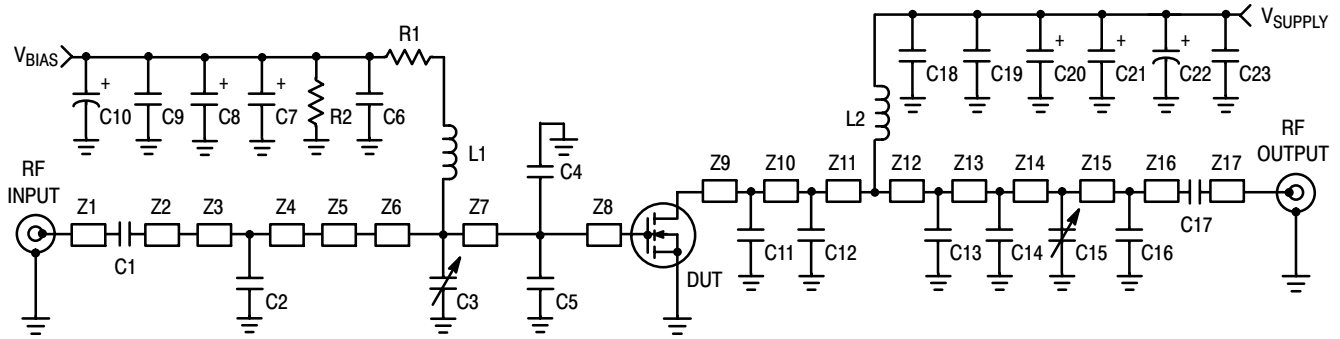 VSUPPLY
R1
VBIAS
+ + +
C10 C9 C8 C7 R2 C6
+ + +
C18 C19 C20 C21 C22 C23
L1
L2
C4
RF
INPUT
RF
OUTPUT
Z1 Z2 Z3 Z4 Z5 Z6 Z7 Z8
Z9 Z10 Z11 Z12 Z13 Z14 Z15 Z16 Z17
C1
C17
C2 C3 C5
DUT
C11 C12 C13 C14 C15 C16